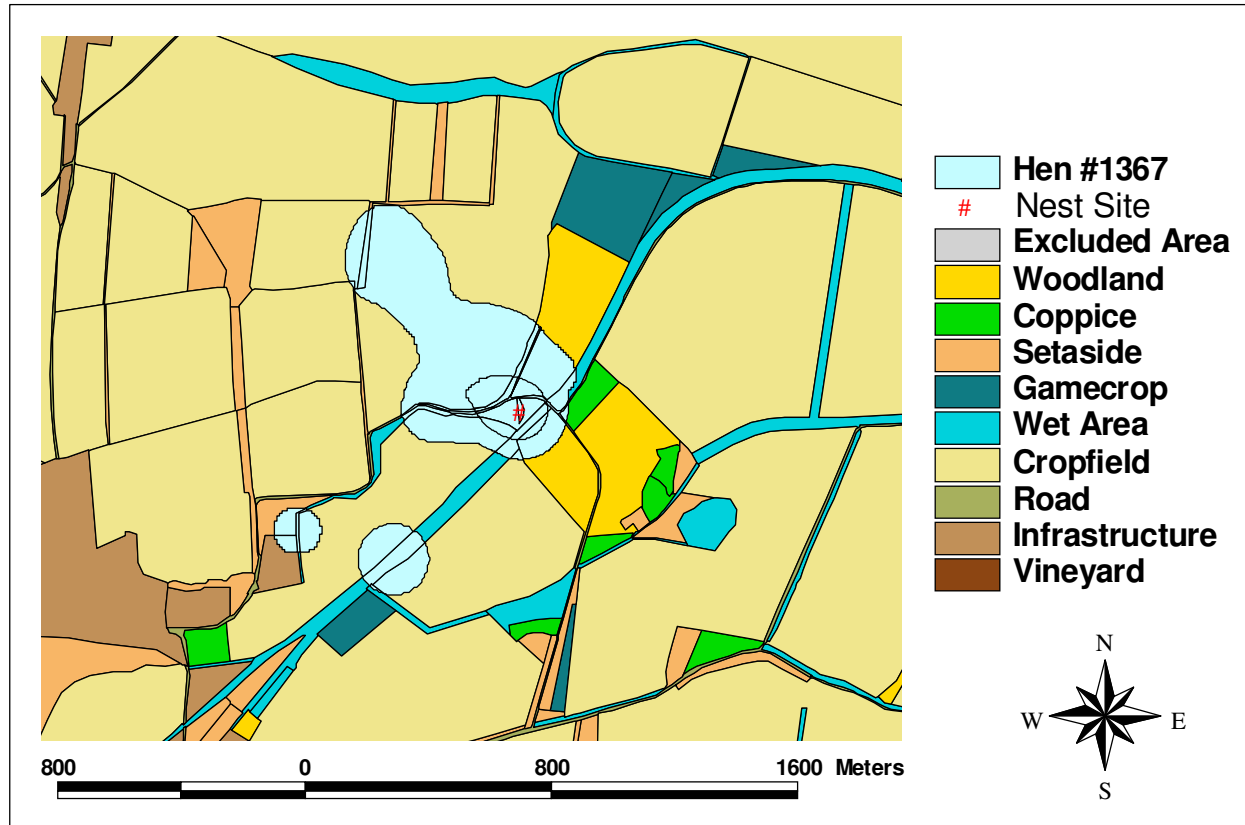 Hen #1367
# Nest Site
Excluded Area
Woodland
Coppice
Setaside
Gamecrop
Wet Area
Cropfield
Road
Infrastructure
Vineyard
#
N
W E
S
800 0 800 1600 Meters